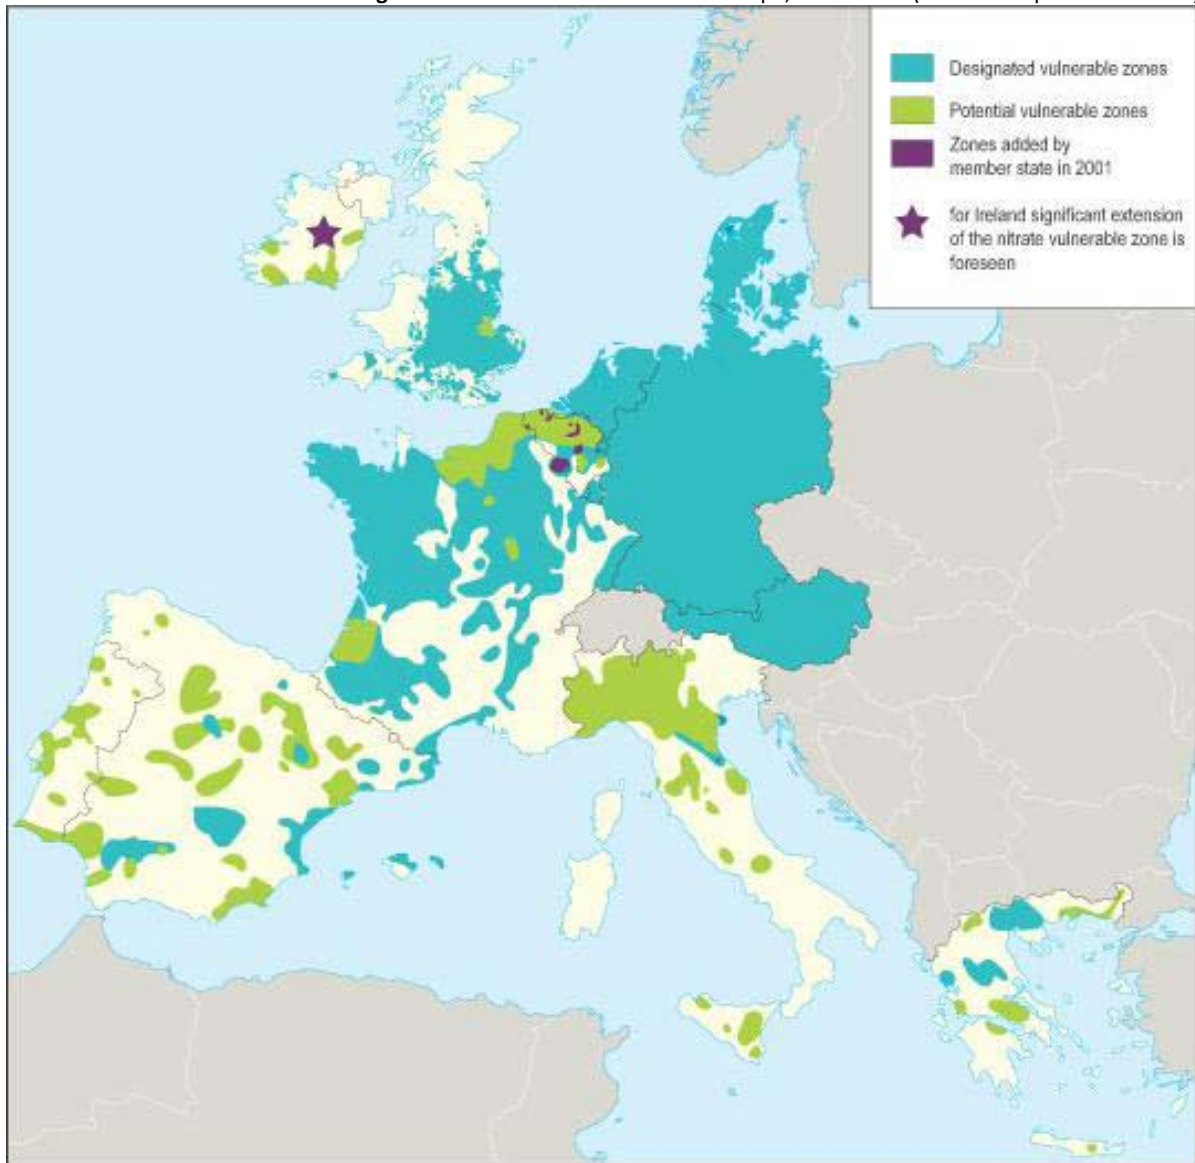 Designated vulnerable zones
Potential vulnerable zones
Zones added by
member state in 2001
for Ireland significant extension
of the nitrate vulnerable zone is
foreseen